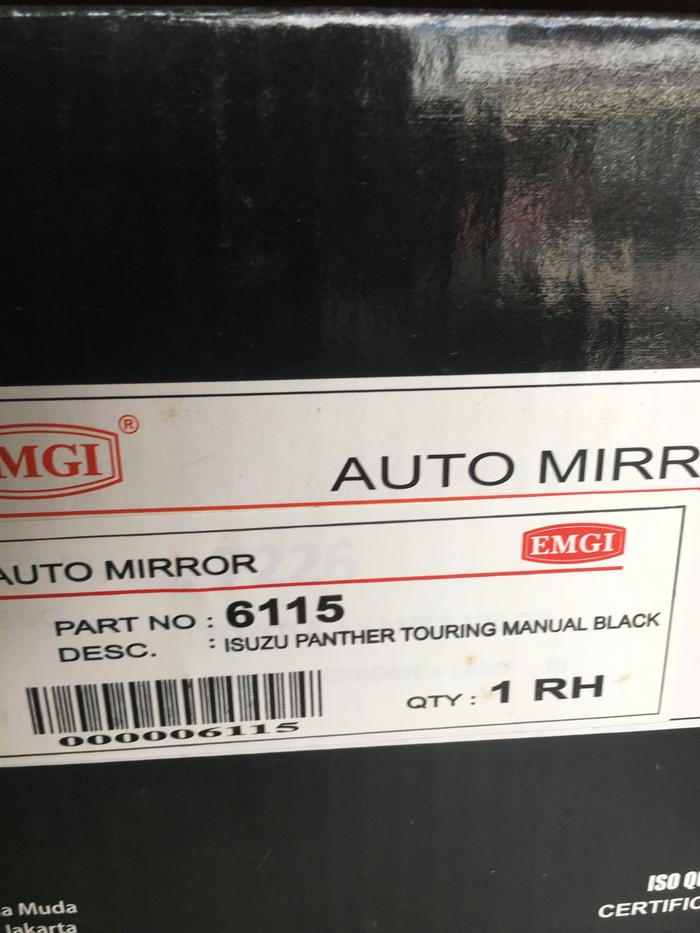 MGI ®
AUTO MIRR
AUTO MIRROR
EMGI
PART NO : 6115
DESC. : ISUZU PANTHER TOURING MANUAL BLACK
000006115
QTY : 1 RH
a Muda
Jakarta
ISO QU
CERTIFIC